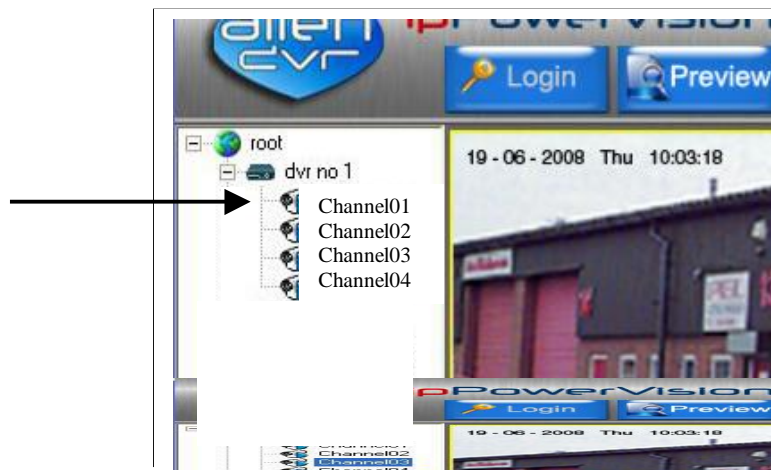 alien
dvr
ipPowerVision
Login
Preview
root
dvr no 1
19 - 06 - 2008 Thu 10:03:18
Channel01
Channel02
Channel03
Channel04
PowerVision
Login
Preview
19 - 06 - 2008 Thu 10:03:18
Channel02
Channel03